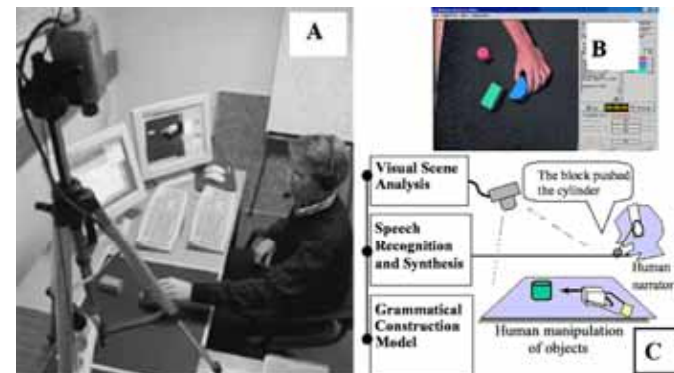 A
B
Visual Scene
Analysis
Speech
Recognition
and Synthesis
Grammatical
Construction
Model
The block pushed
the cylinder
Human
narrator
Human manipulation
of objects
C